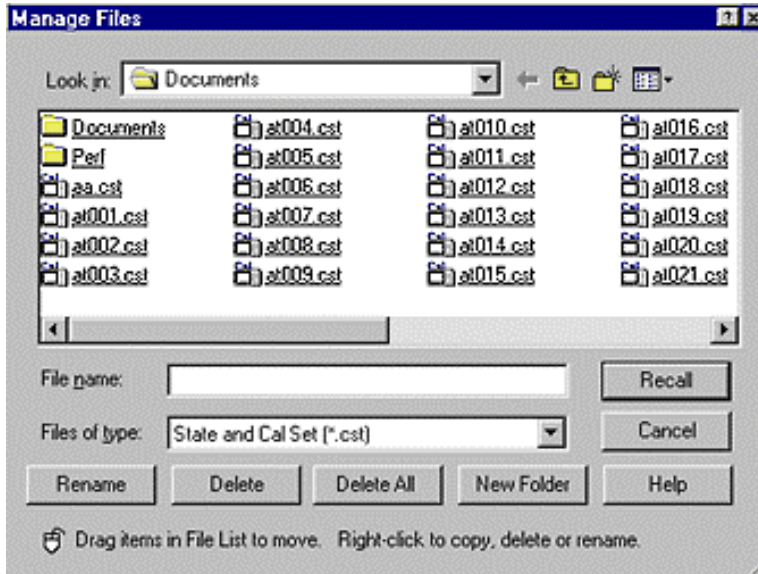 Manage Files
Look in: Documents
Documents at004.cst at010.cst at016.cst
Perf at005.cst at011.cst at017.cst
aa.cst at006.cst at012.cst at018.cst
at001.cst at007.cst at013.cst at019.cst
at002.cst at008.cst at014.cst at020.cst
at003.cst at009.cst at015.cst at021.cst
File name: Recall
Files of type: State and Cal Set (*.cst) Cancel
Rename Delete Delete All New Folder Help
Drag items in File List to move. Right-click to copy, delete or rename.